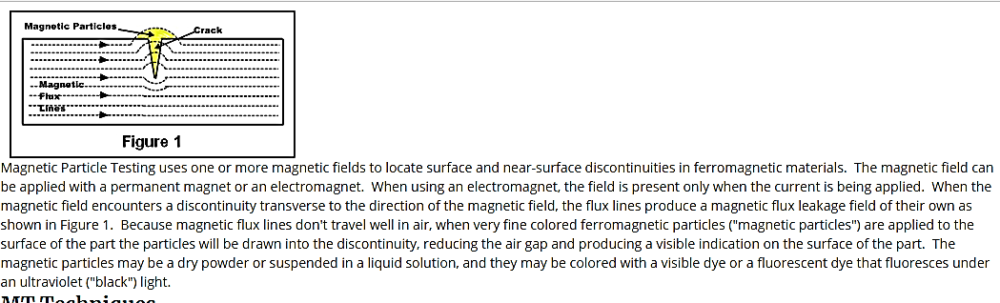 Magnetic Particles
Crack
Magnetic
Flux
Lines
Figure 1
Magnetic Particle Testing uses one or more magnetic fields to locate surface and near-surface discontinuities in ferromagnetic materials.  The magnetic field can
be applied with a permanent magnet or an electromagnet.  When using an electromagnet, the field is present only when the current is being applied.  When the
magnetic field encounters a discontinuity transverse to the direction of the magnetic field, the flux lines produce a magnetic flux leakage field of their own as
shown in Figure 1.  Because magnetic flux lines don't travel well in air, when very fine colored ferromagnetic particles ("magnetic particles") are applied to the
surface of the part the particles will be drawn into the discontinuity, reducing the air gap and producing a visible indication on the surface of the part.  The
magnetic particles may be a dry powder or suspended in a liquid solution, and they may be colored with a visible dye or a fluorescent dye that fluoresces under
an ultraviolet ("black") light.
MT Techniques